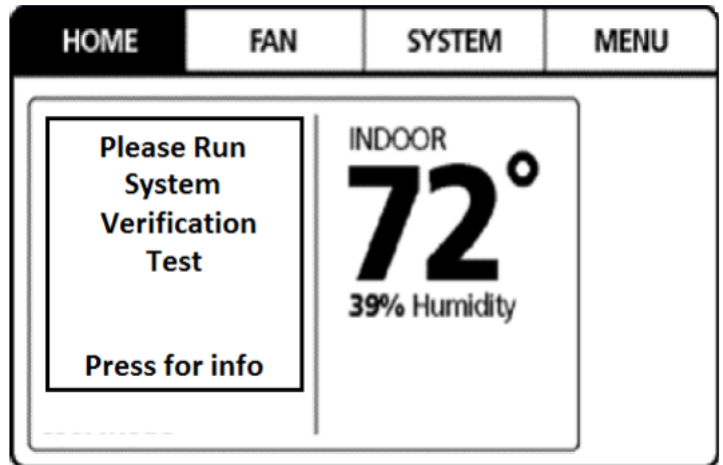 HOME FAN SYSTEM MENU
Please Run
System
Verification
Test
Press for info
INDOOR
72°
39% Humidity